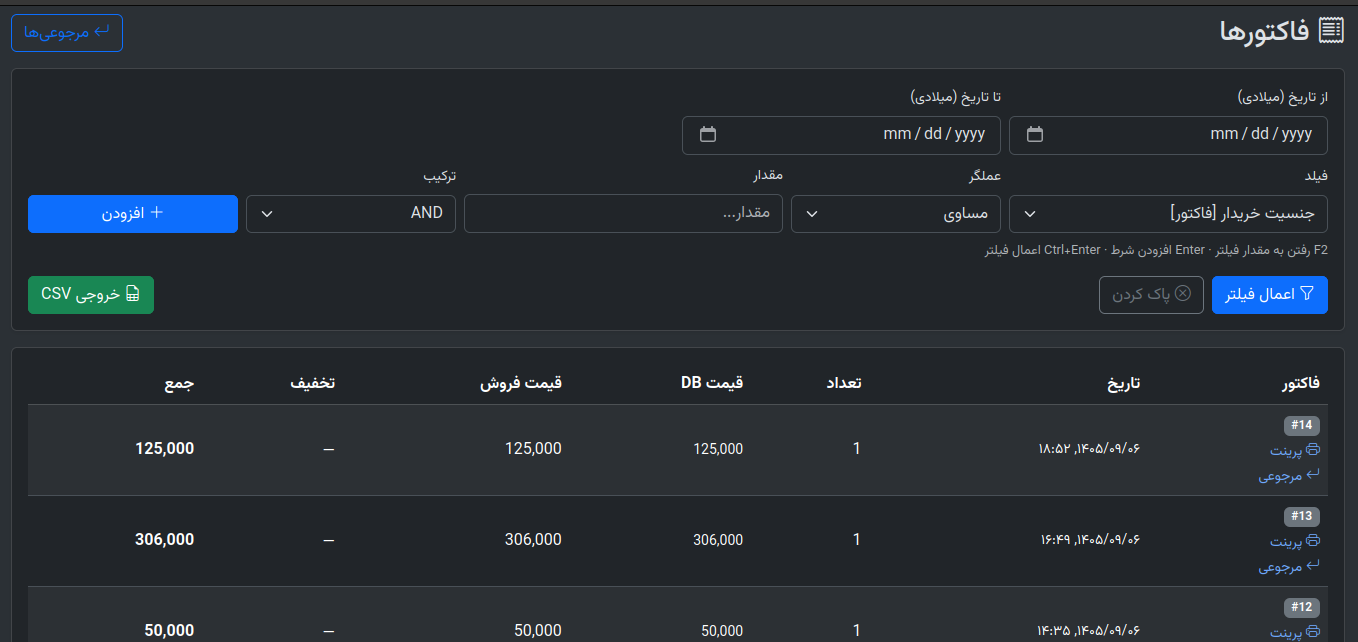 فاکتورها
مرجوعی‌ها
از تاریخ (میلادی)
تا تاریخ (میلادی)
mm / dd / yyyy
mm / dd / yyyy
فیلد
عملگر
مقدار
ترکیب
جنسیت خریدار [فاکتور]
مساوی
مقدار...
AND
افزودن
F2 رفتن به مقدار فیلتر · Enter افزودن شرط · Ctrl+Enter اعمال فیلتر
اعمال فیلتر
پاک کردن
خروجی CSV
فاکتور تاریخ تعداد قیمت DB قیمت فروش تخفیف جمع
#14
پرینت
مرجوعی
۱۴۰۵/۰۹/۰۶, ۱۸:۵۲ 1 125,000 125,000 — 125,000
#13
پرینت
مرجوعی
۱۴۰۵/۰۹/۰۶, ۱۶:۴۹ 1 306,000 306,000 — 306,000
#12
پرینت
۱۴۰۵/۰۹/۰۶, ۱۴:۳۵ 1 50,000 50,000 — 50,000